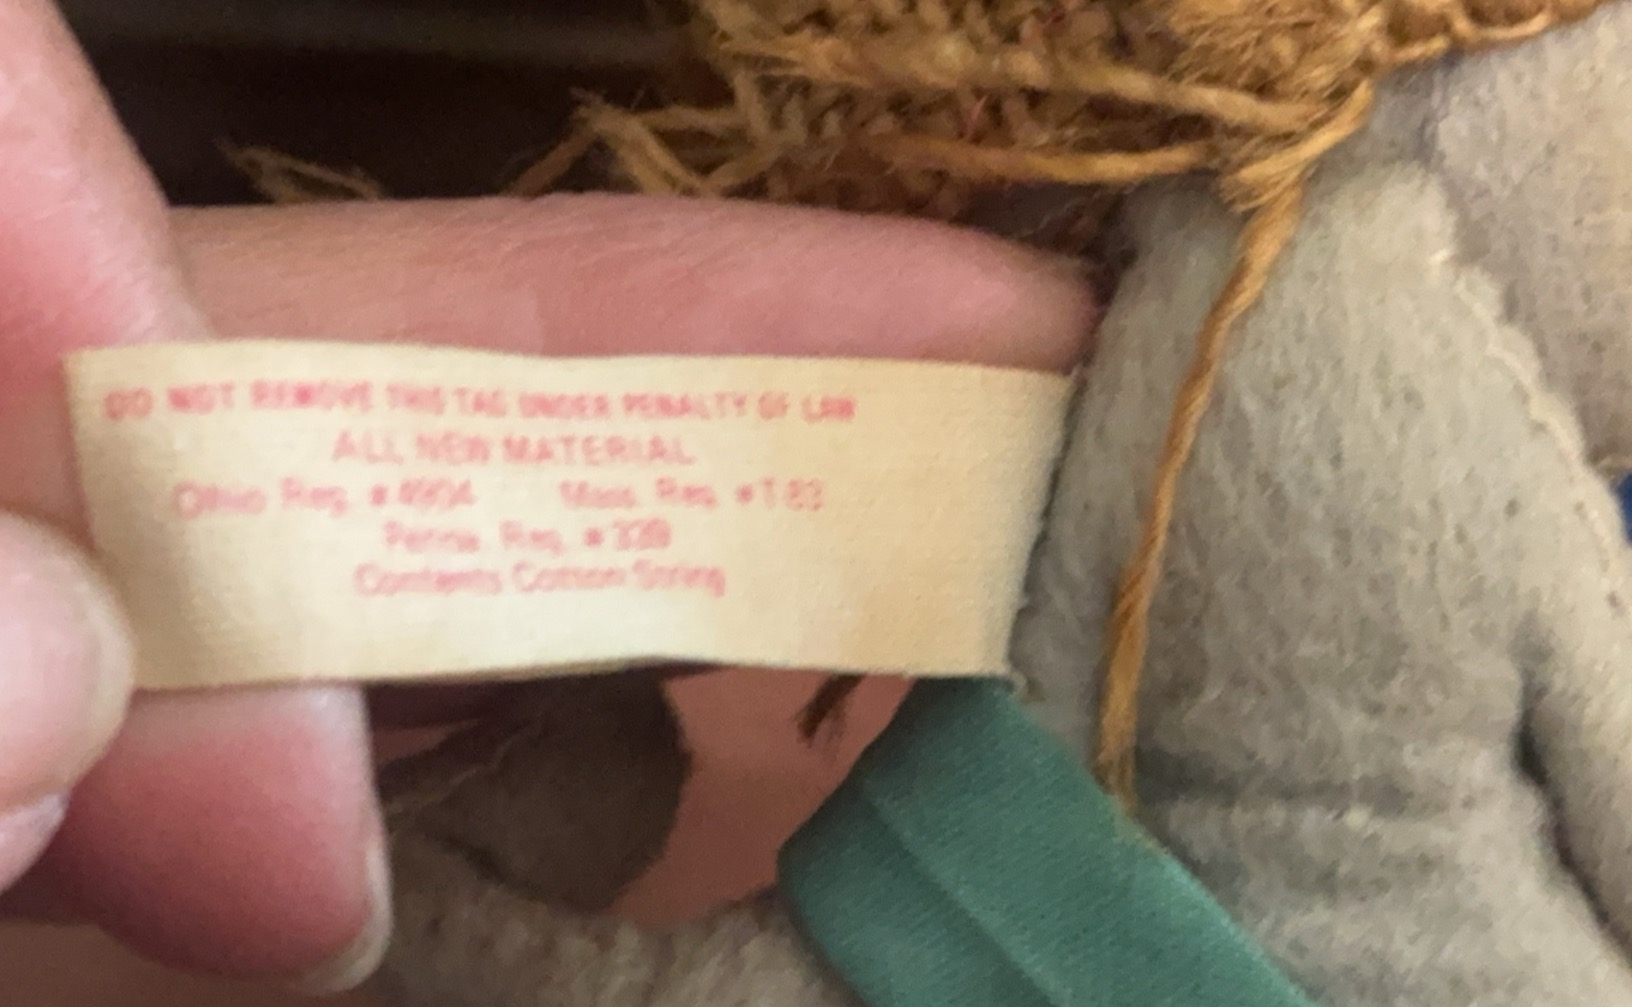 DO NOT REMOVE THIS TAG UNDER PENALTY OF LAW
ALL NEW MATERIAL
Ohio Reg. # 4904 Mass. Reg. # T-83
Penna. Reg. # 339
Contents Cotton String